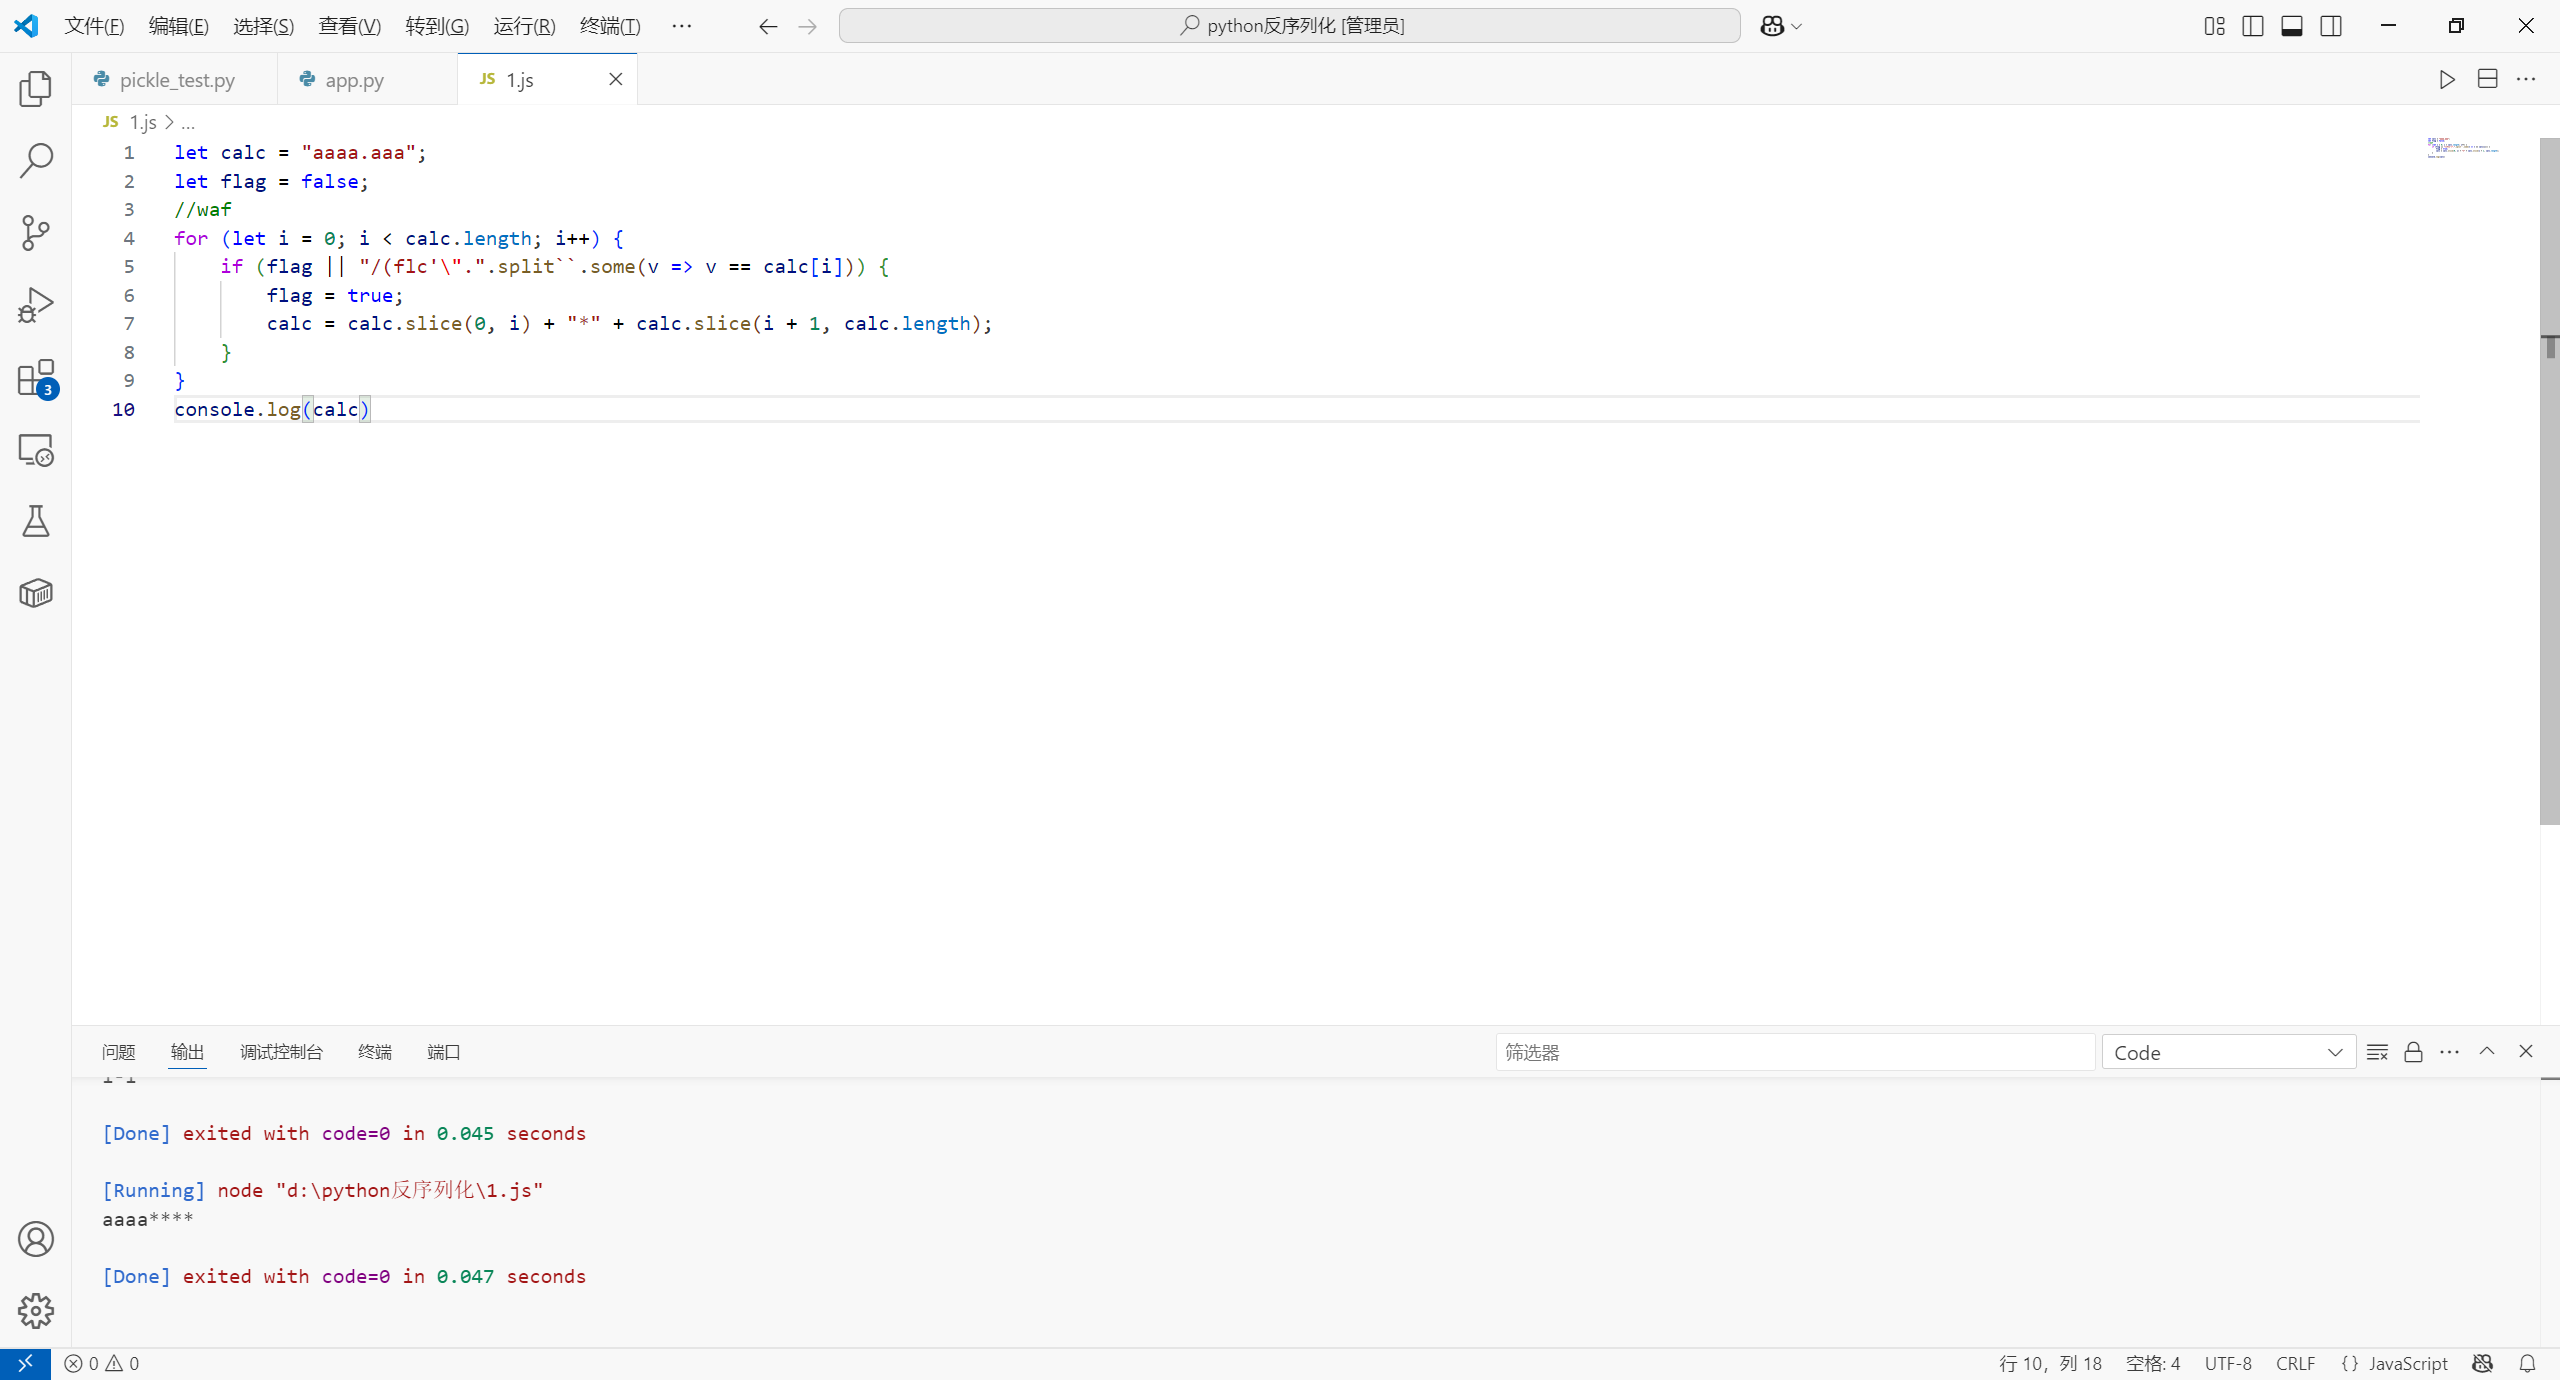 文件(F) 编辑(E) 选择(S) 查看(V) 转到(G) 运行(R) 终端(T) ··· python反序列化 [管理员]
pickle_test.py app.py JS 1.js
JS 1.js > ...
1 let calc = "aaaa.aaa";
2 let flag = false;
3 //waf
4 for (let i = 0; i < calc.length; i++) {
5 if (flag || "/(flc'\".".split``.some(v => v == calc[i])) {
6 flag = true;
7 calc = calc.slice(0, i) + "*" + calc.slice(i + 1, calc.length);
8 }
9 }
10 console.log(calc)
3
问题 输出 调试控制台 终端 端口 筛选器 Code
[Done] exited with code=0 in 0.045 seconds
[Running] node "d:\python反序列化\1.js"
aaaa****
[Done] exited with code=0 in 0.047 seconds
0 0 行 10，列 18 空格: 4 UTF-8 CRLF {} JavaScript